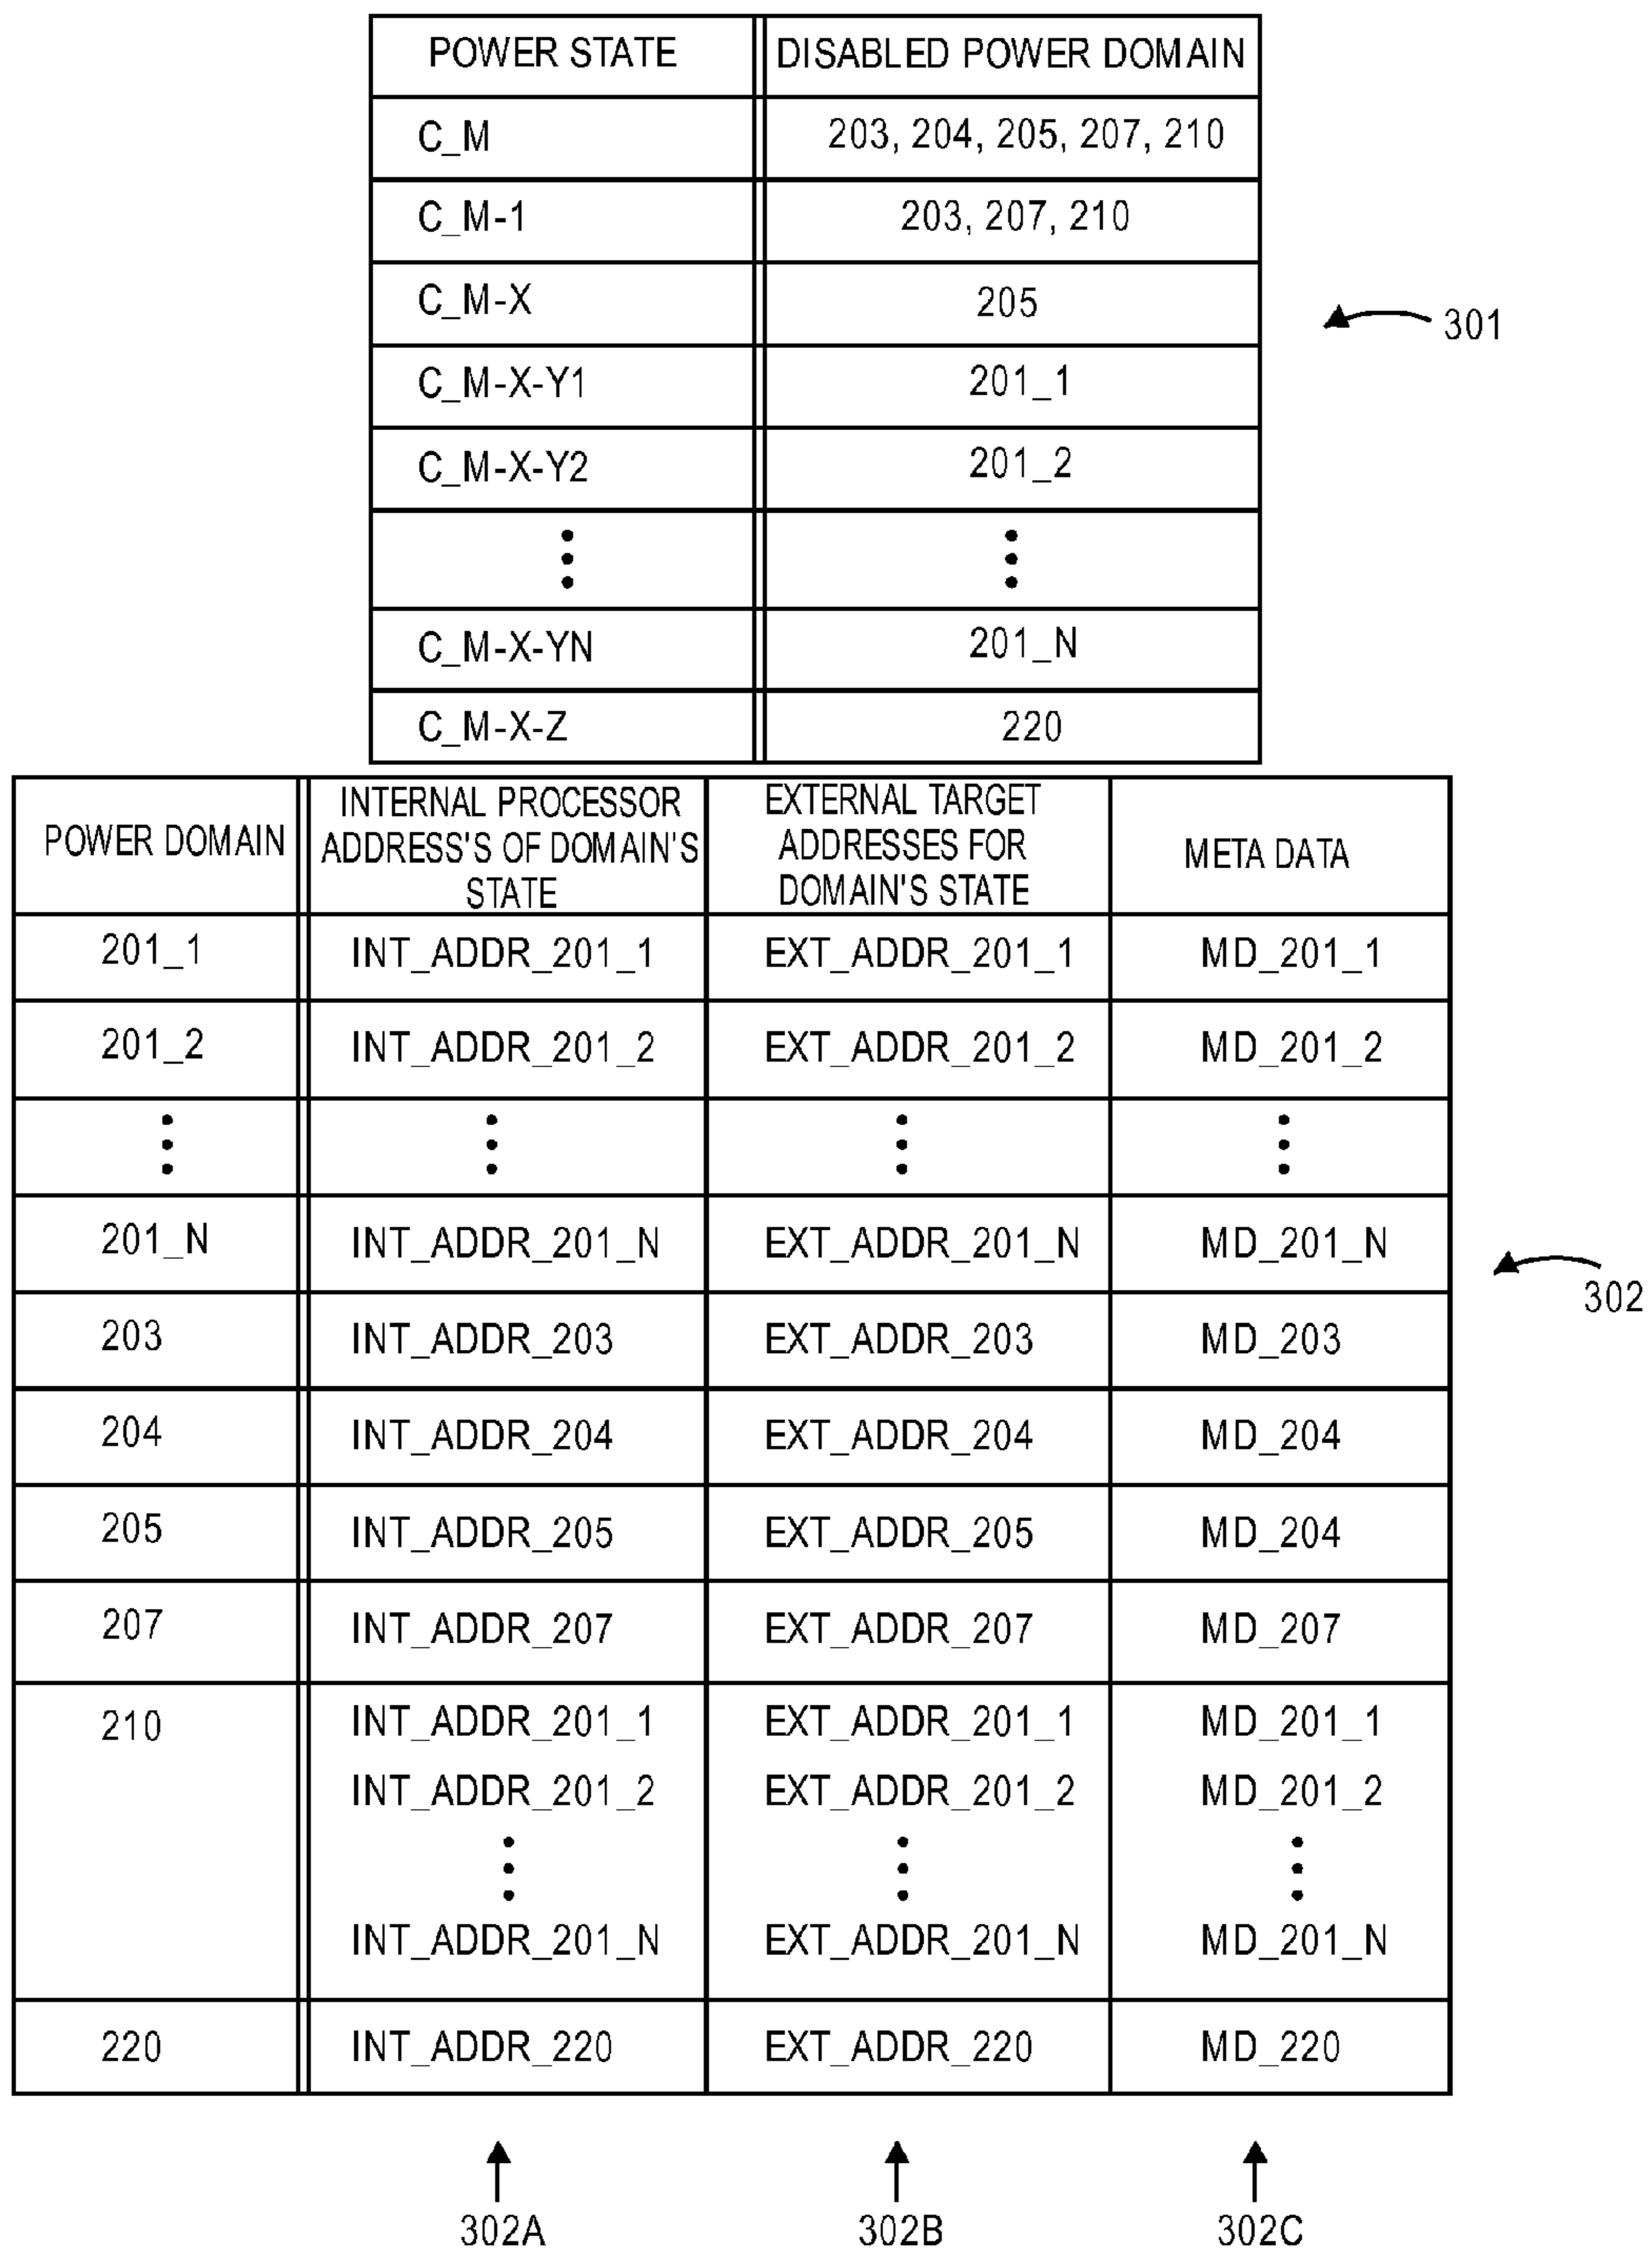 POWER STATE DISABLED POWER DOMAIN
C_M 203, 204, 205, 207, 210
C_M-1 203, 207, 210
C_M-X 205
301
C_M-X-Y1 201_1
C_M-X-Y2 201_2
C_M-X-YN 201_N
C_M-X-Z 220
POWER DOMAIN
INTERNAL PROCESSOR
ADDRESS'S OF DOMAIN'S
STATE
EXTERNAL TARGET
ADDRESSES FOR
DOMAIN'S STATE
META DATA
201_1 INT_ADDR_201_1 EXT_ADDR_201_1 MD_201_1
201_2 INT_ADDR_201_2 EXT_ADDR_201_2 MD_201_2
201_N INT_ADDR_201_N EXT_ADDR_201_N MD_201_N
302
203 INT_ADDR_203 EXT_ADDR_203 MD_203
204 INT_ADDR_204 EXT_ADDR_204 MD_204
205 INT_ADDR_205 EXT_ADDR_205 MD_204
207 INT_ADDR_207 EXT_ADDR_207 MD_207
210 INT_ADDR_201_1 EXT_ADDR_201_1 MD_201_1
INT_ADDR_201_2 EXT_ADDR_201_2 MD_201_2
INT_ADDR_201_N EXT_ADDR_201_N MD_201_N
220 INT_ADDR_220 EXT_ADDR_220 MD_220
302A 302B 302C